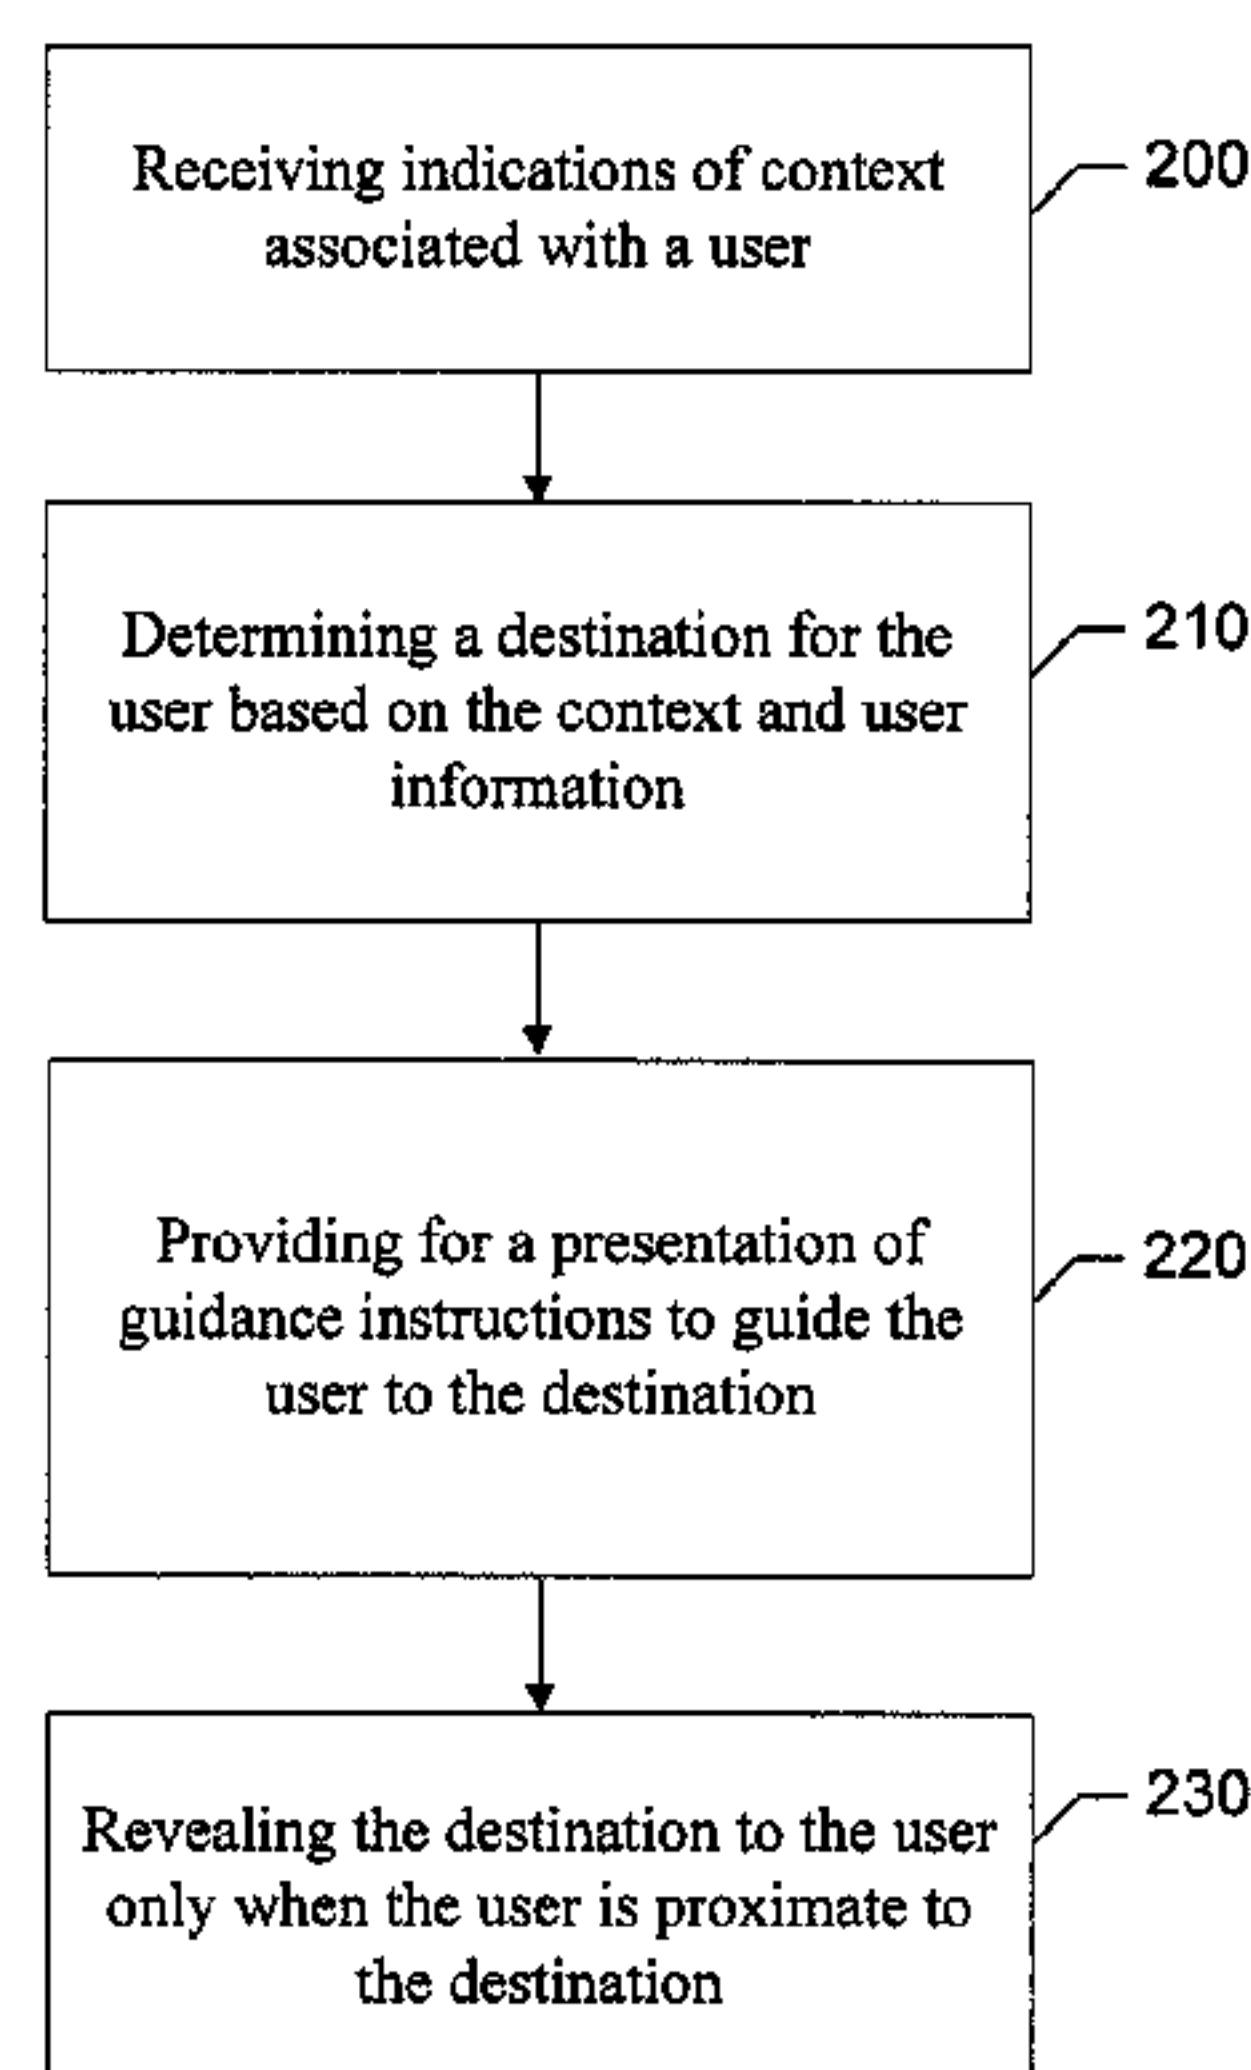 Receiving indications of context
associated with a user
200
Determining a destination for the
user based on the context and user
information
210
Providing for a presentation of
guidance instructions to guide the
user to the destination
220
Revealing the destination to the user
only when the user is proximate to
the destination
230